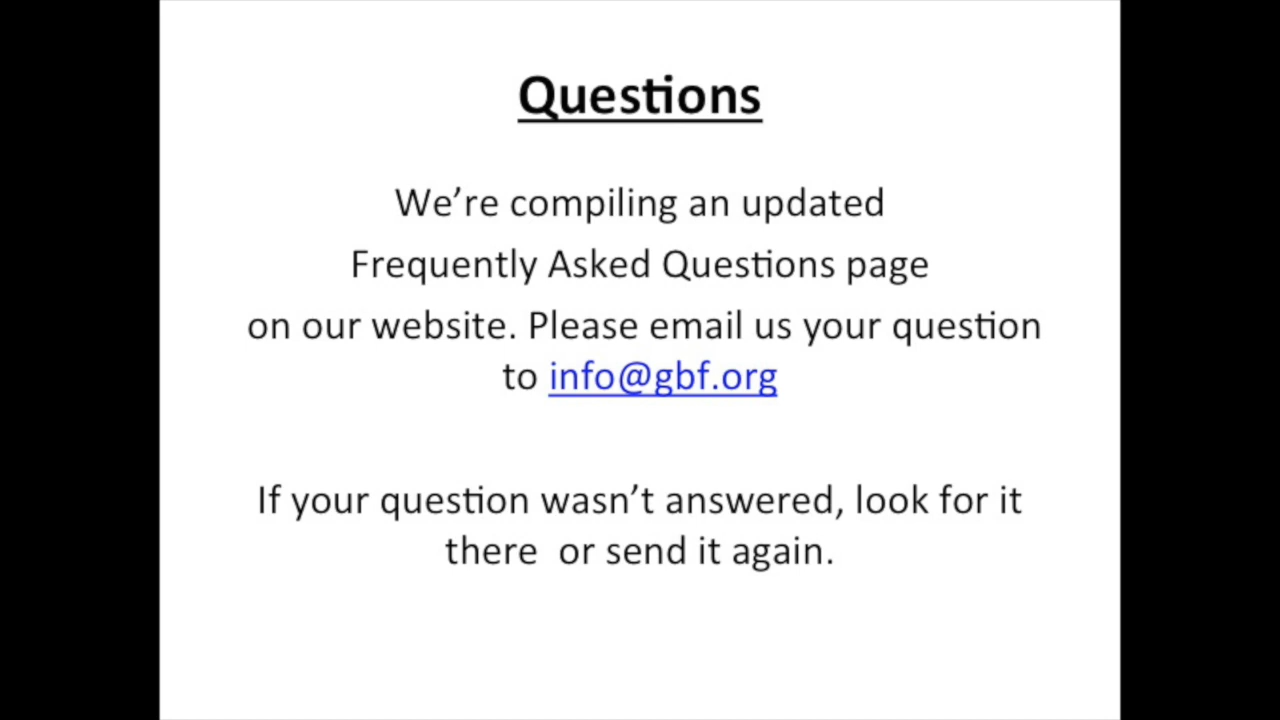 Questions
We’re compiling an updated
Frequently Asked Questions page
on our website. Please email us your question
to info@gbf.org
If your question wasn’t answered, look for it
there  or send it again.